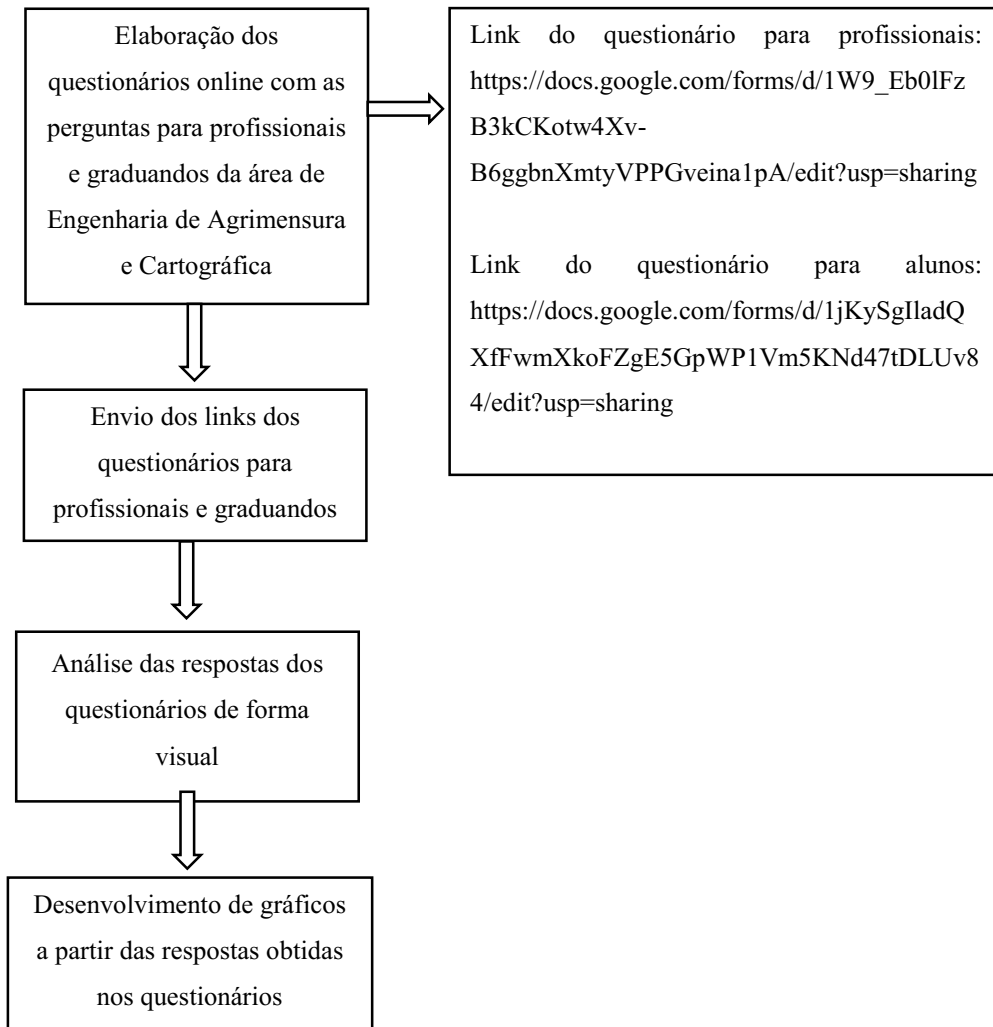 Elaboração dos
questionários online com as
perguntas para profissionais
e graduandos da área de
Engenharia de Agrimensura
e Cartográfica
Link do questionário para profissionais:
https://docs.google.com/forms/d/1W9_Eb0lFz
B3kCKotw4Xv-
B6ggbnXmtyVPPGveina1pA/edit?usp=sharing
Link do questionário para alunos:
https://docs.google.com/forms/d/1jKySgIladQ
XfFwmXkoFZgE5GpWP1Vm5KNd47tDLUv8
4/edit?usp=sharing
Envio dos links dos
questionários para
profissionais e graduandos
Análise das respostas dos
questionários de forma
visual
Desenvolvimento de gráficos
a partir das respostas obtidas
nos questionários